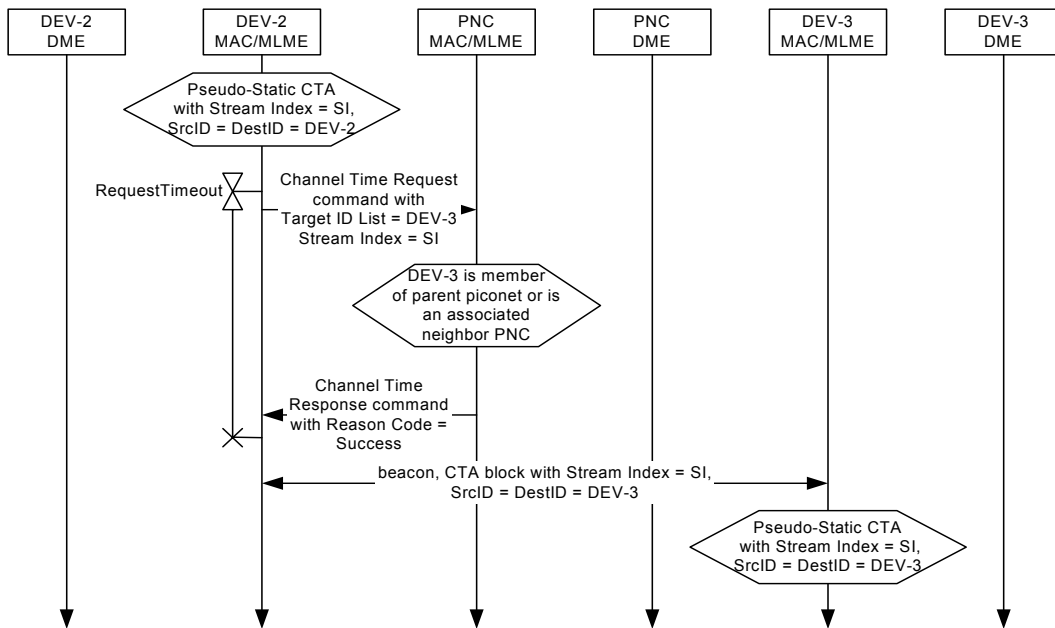 DEV-2
DME
DEV-2
MAC/MLME
PNC
MAC/MLME
PNC
DME
DEV-3
MAC/MLME
DEV-3
DME
Pseudo-Static CTA
with Stream Index = SI,
SrcID = DestID = DEV-2
RequestTimeout
Channel Time Request
command with
Target ID List = DEV-3
Stream Index = SI
DEV-3 is member
of parent piconet or is
an associated
neighbor PNC
Channel Time
Response command
with Reason Code =
Success
beacon, CTA block with Stream Index = SI,
SrcID = DestID = DEV-3
Pseudo-Static CTA
with Stream Index = SI,
SrcID = DestID = DEV-3